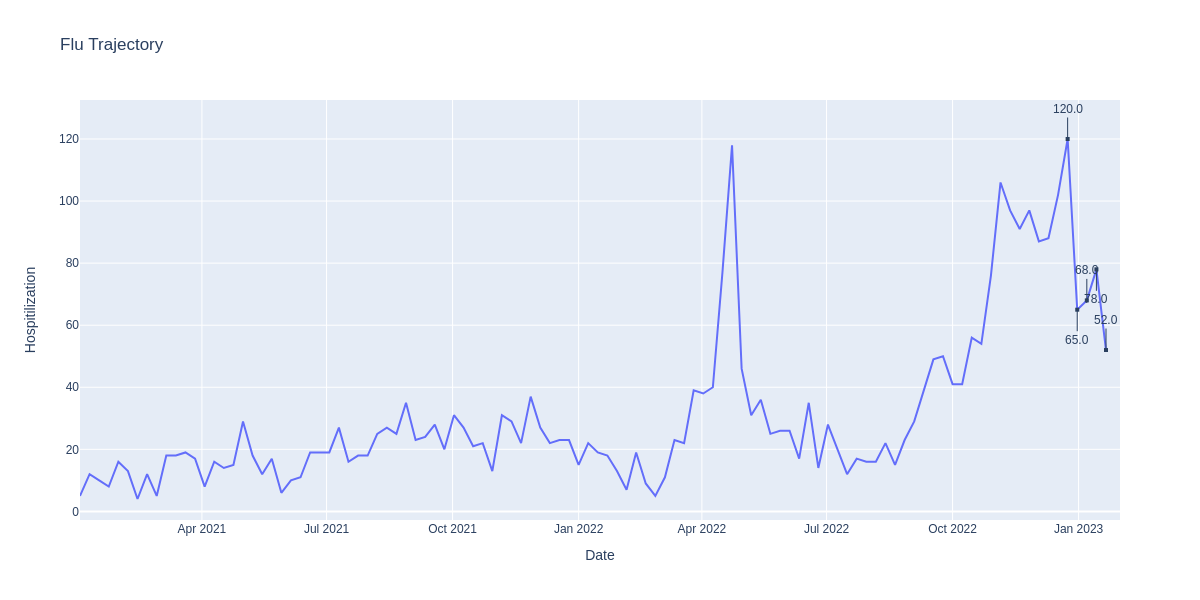 Flu Trajectory
120.0
120
100
80
68.0
78.0
60
52.0
65.0
40
20
0
Hospitilization
Apr 2021
Jul 2021
Oct 2021
Jan 2022
Apr 2022
Jul 2022
Oct 2022
Jan 2023
Date